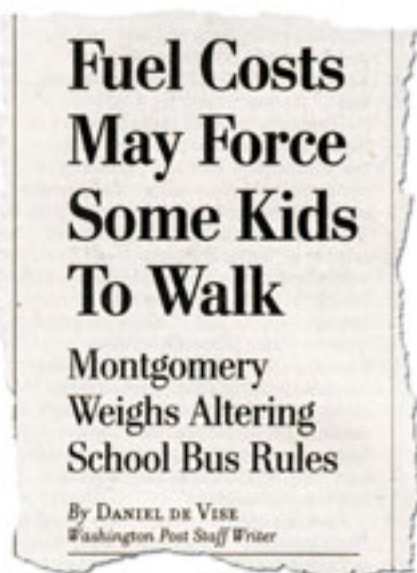 Fuel Costs
May Force
Some Kids
To Walk
Montgomery
Weighs Altering
School Bus Rules
By DANIEL DE VISE
Washington Post Staff Writer